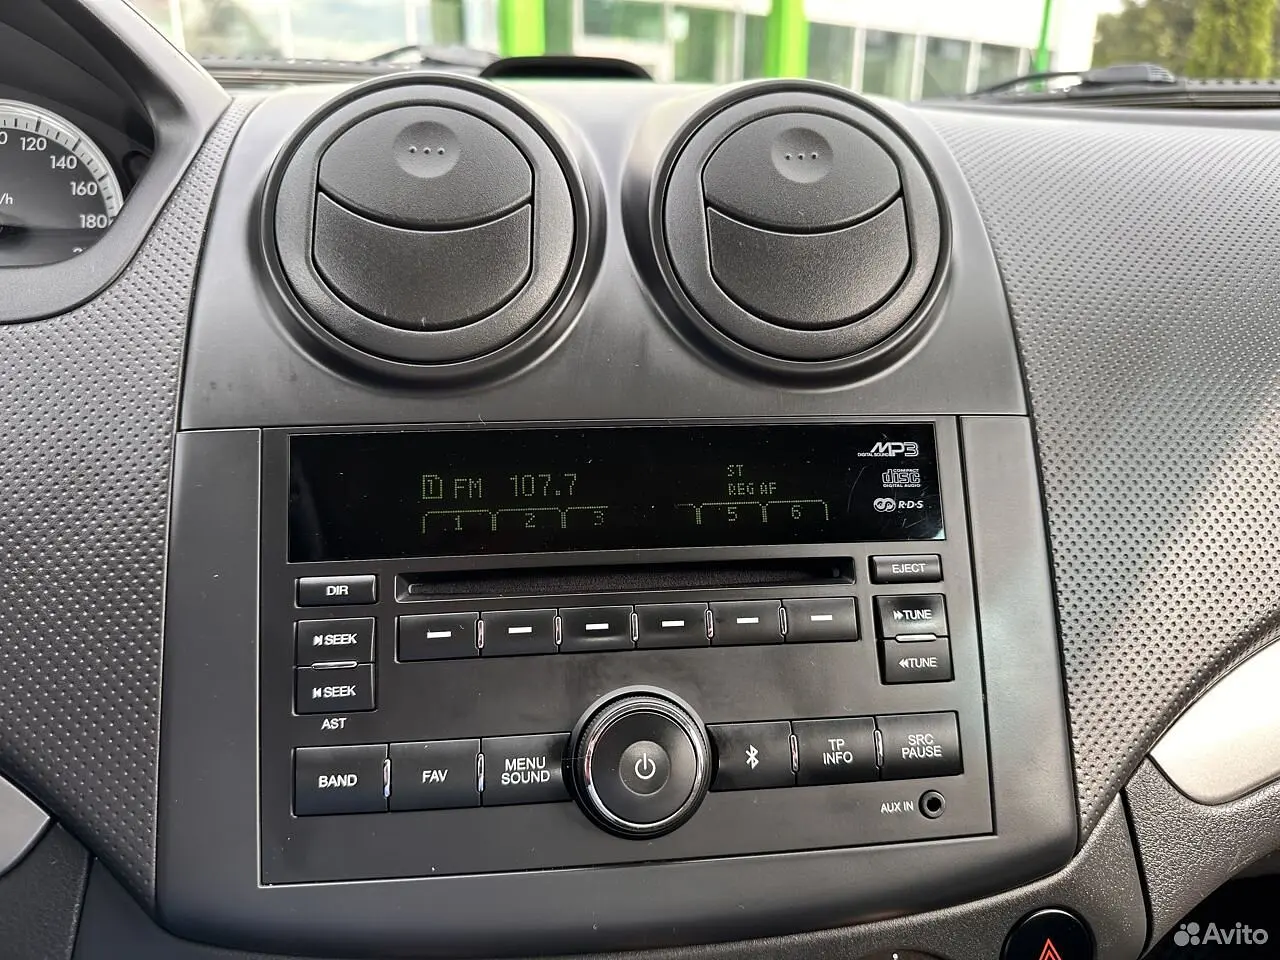 120
140
160
180
/h
MP3
DIGITAL SOUND
COMPACT
disc
DIGITAL AUDIO
R·D·S
ST
1 FM 107.7
REG AF
1 2 3 5 6
DIR
EJECT
SEEK
TUNE
SEEK
TUNE
AST
BAND
FAV
MENU
SOUND
TP
INFO
SRC
PAUSE
AUX IN
Avito